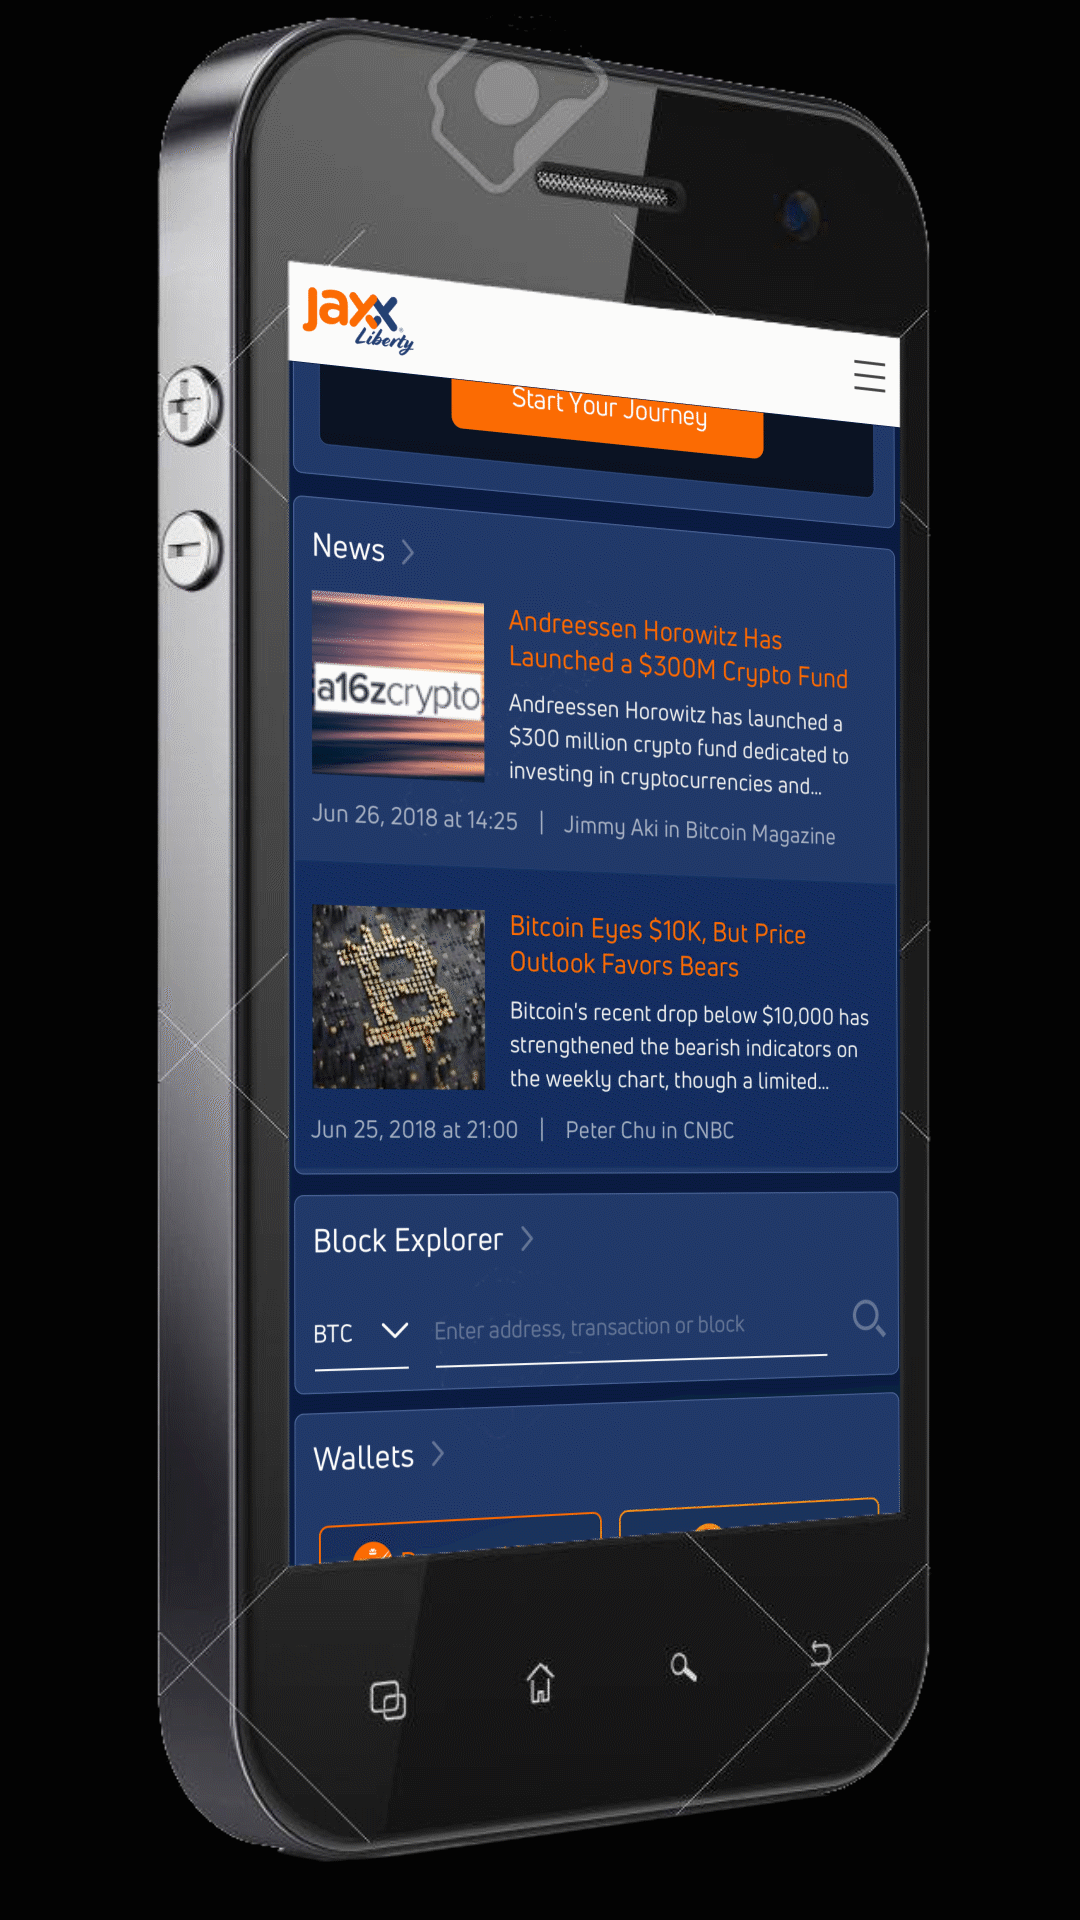 Jaxx
Liberty
Start Your Journey
News
a16zcrypto
Andreessen Horowitz Has
Launched a $300M Crypto Fund
Andreessen Horowitz has launched a
$300 million crypto fund dedicated to
investing in cryptocurrencies and...
Jun 26, 2018 at 14:25 | Jimmy Aki in Bitcoin Magazine
Bitcoin Eyes $10K, But Price
Outlook Favors Bears
Bitcoin's recent drop below $10,000 has
strengthened the bearish indicators on
the weekly chart, though a limited...
Jun 25, 2018 at 21:00 | Peter Chu in CNBC
Block Explorer
BTC
Enter address, transaction or block
Wallets